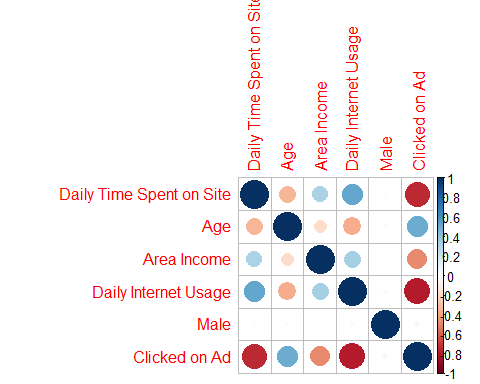 Daily Time Spent on Site
Age
Area Income
Daily Internet Usage
Male
Clicked on Ad
Daily Time Spent on Site
Age
Area Income
Daily Internet Usage
Male
Clicked on Ad
1
0.8
0.6
0.4
0.2
0
-0.2
-0.4
-0.6
-0.8
-1